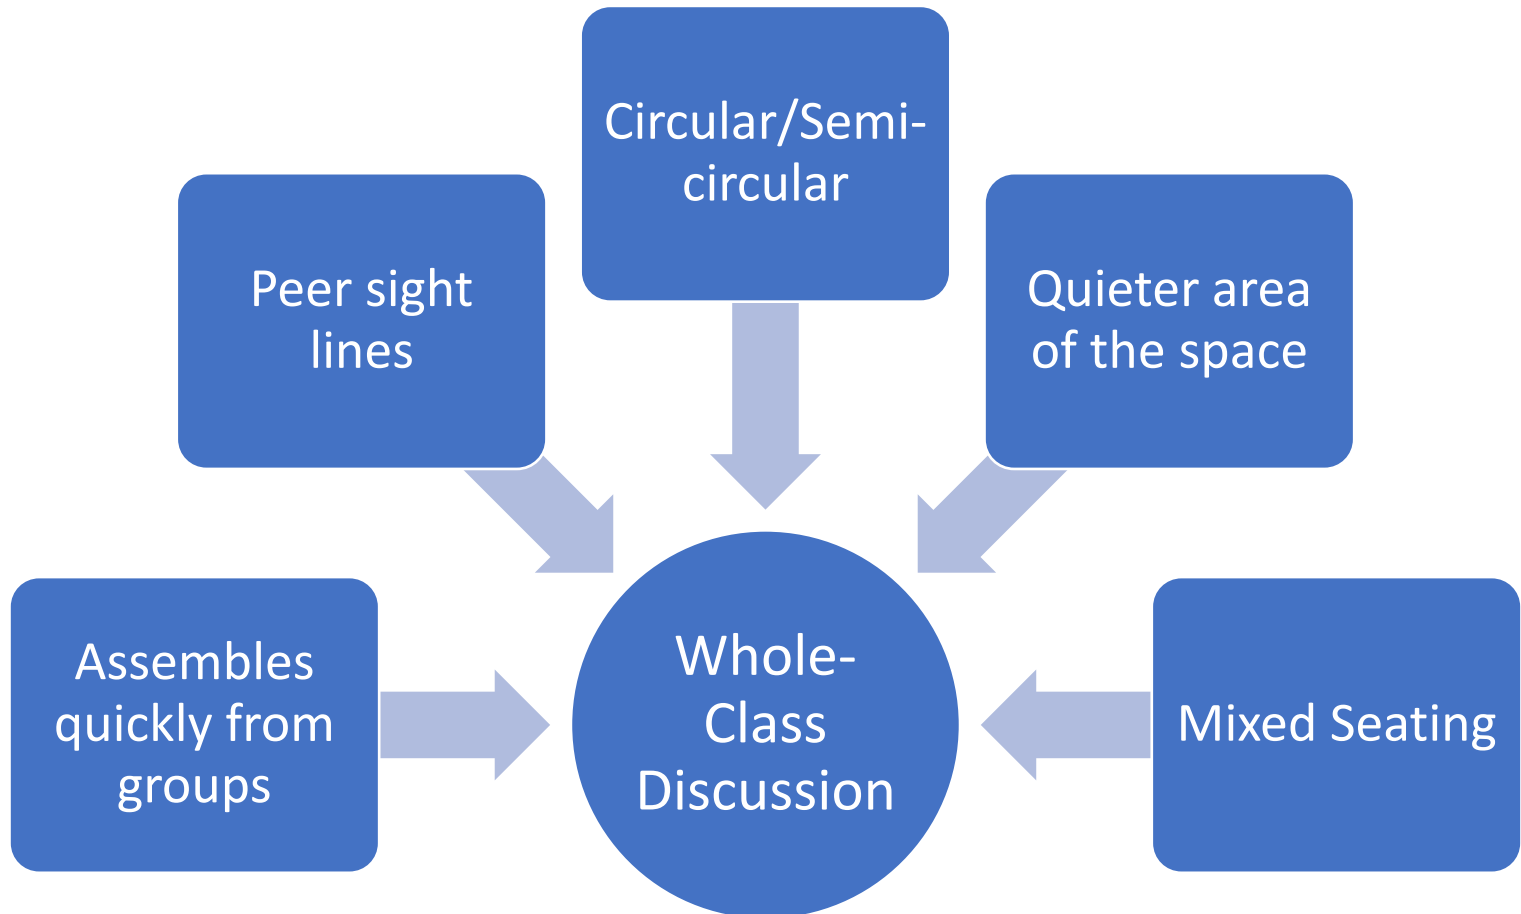 Circular/Semi-
circular
Peer sight
lines
Quieter area
of the space
Assembles
quickly from
groups
Whole-
Class
Discussion
Mixed Seating